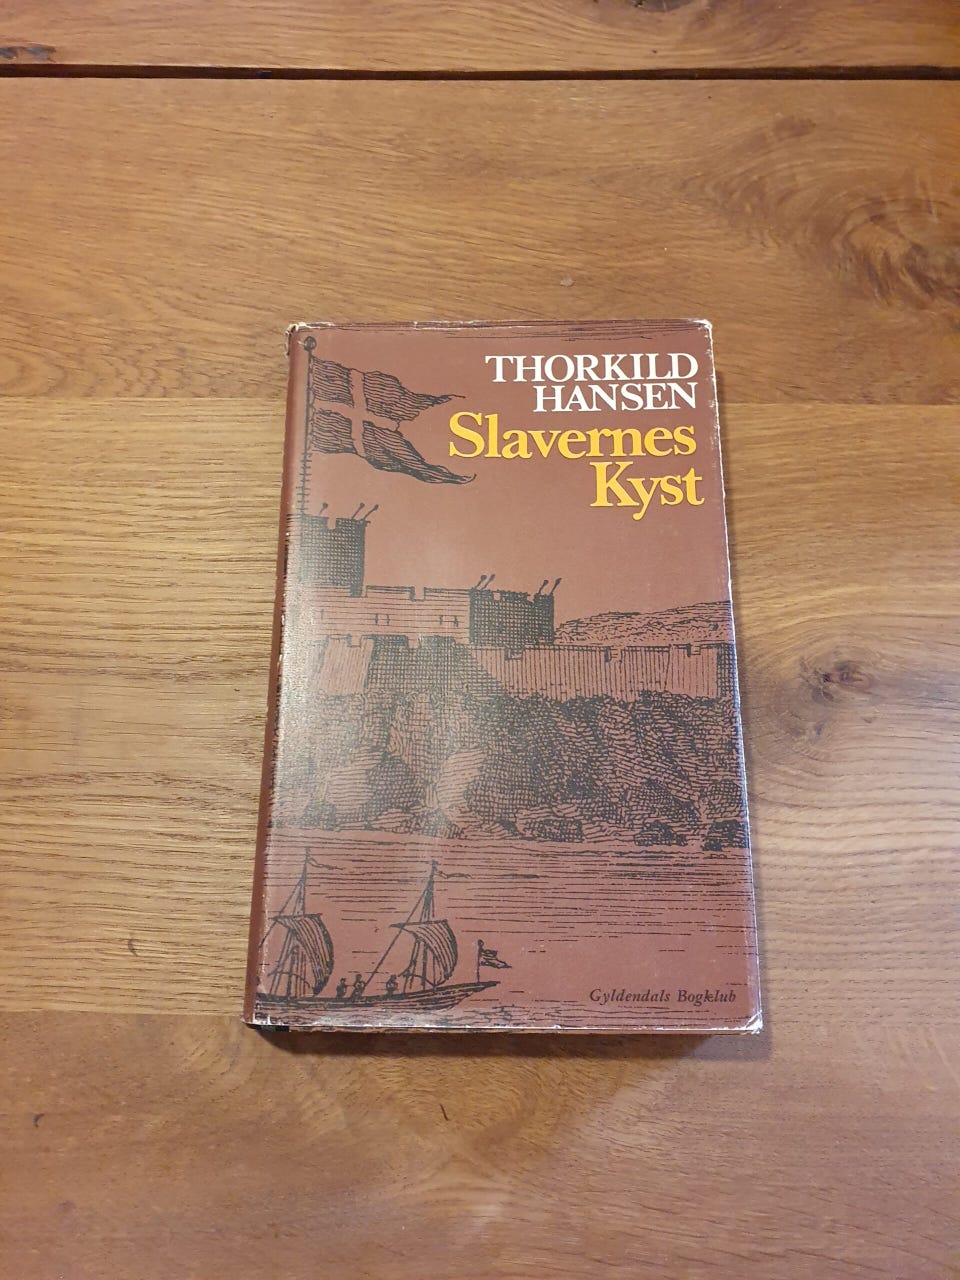 THORKILD
HANSEN
Slavernes
Kyst
Gyldendals Bogklub